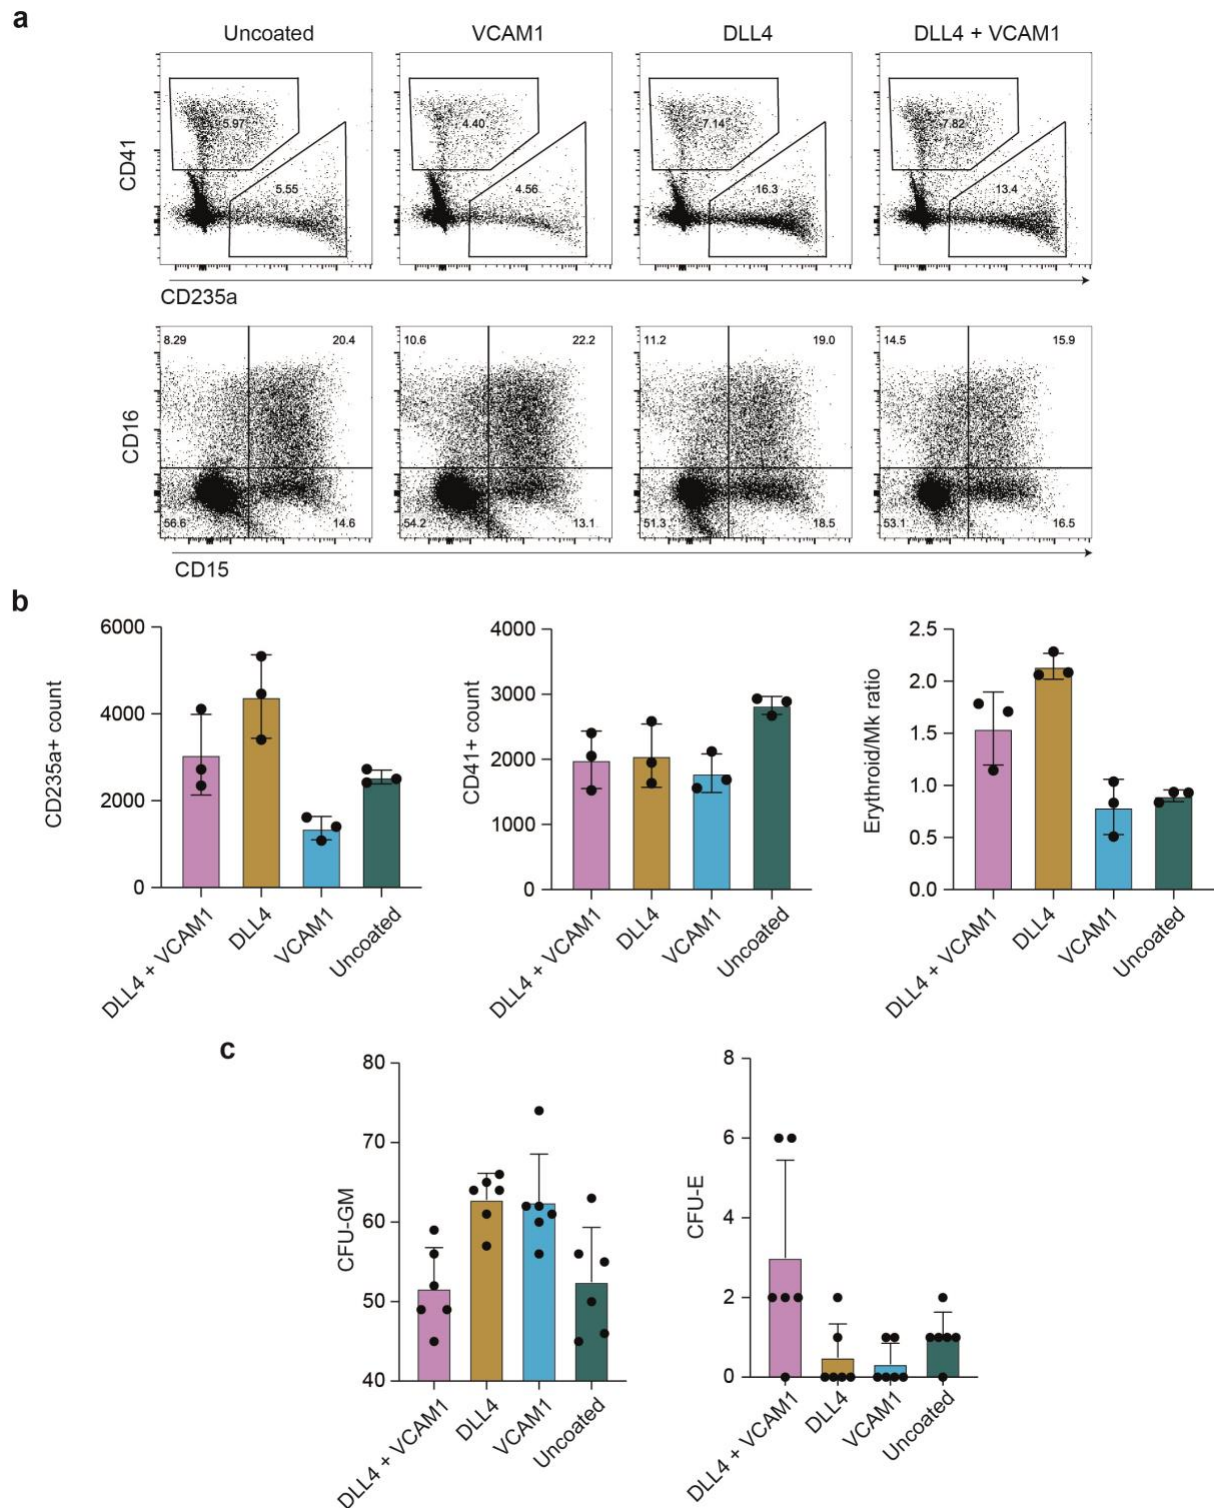 a
Uncoated VCAM1 DLL4 DLL4 + VCAM1
CD41
5.97 4.40 7.14 7.82
5.55 4.56 16.3 13.4
CD235a
CD16
8.29 20.4 10.6 22.2 11.2 19.0 14.5 15.9
56.6 14.6 54.2 13.1 51.3 18.5 53.1 16.5
CD15
b
CD235a+ count
6000
4000
2000
0
DLL4 + VCAM1 DLL4 VCAM1 Uncoated
CD41+ count
4000
3000
2000
1000
0
DLL4 + VCAM1 DLL4 VCAM1 Uncoated
Erythroid/Mk ratio
2.5
2.0
1.5
1.0
0.5
0.0
DLL4 + VCAM1 DLL4 VCAM1 Uncoated
c
CFU-GM
80
70
60
50
40
DLL4 + VCAM1 DLL4 VCAM1 Uncoated
CFU-E
8
6
4
2
0
DLL4 + VCAM1 DLL4 VCAM1 Uncoated